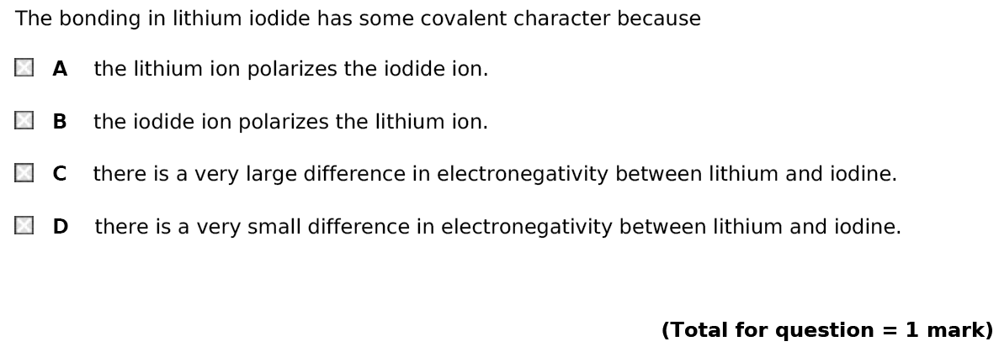 The bonding in lithium iodide has some covalent character because
A the lithium ion polarizes the iodide ion.
B the iodide ion polarizes the lithium ion.
C there is a very large difference in electronegativity between lithium and iodine.
D there is a very small difference in electronegativity between lithium and iodine.
(Total for question = 1 mark)